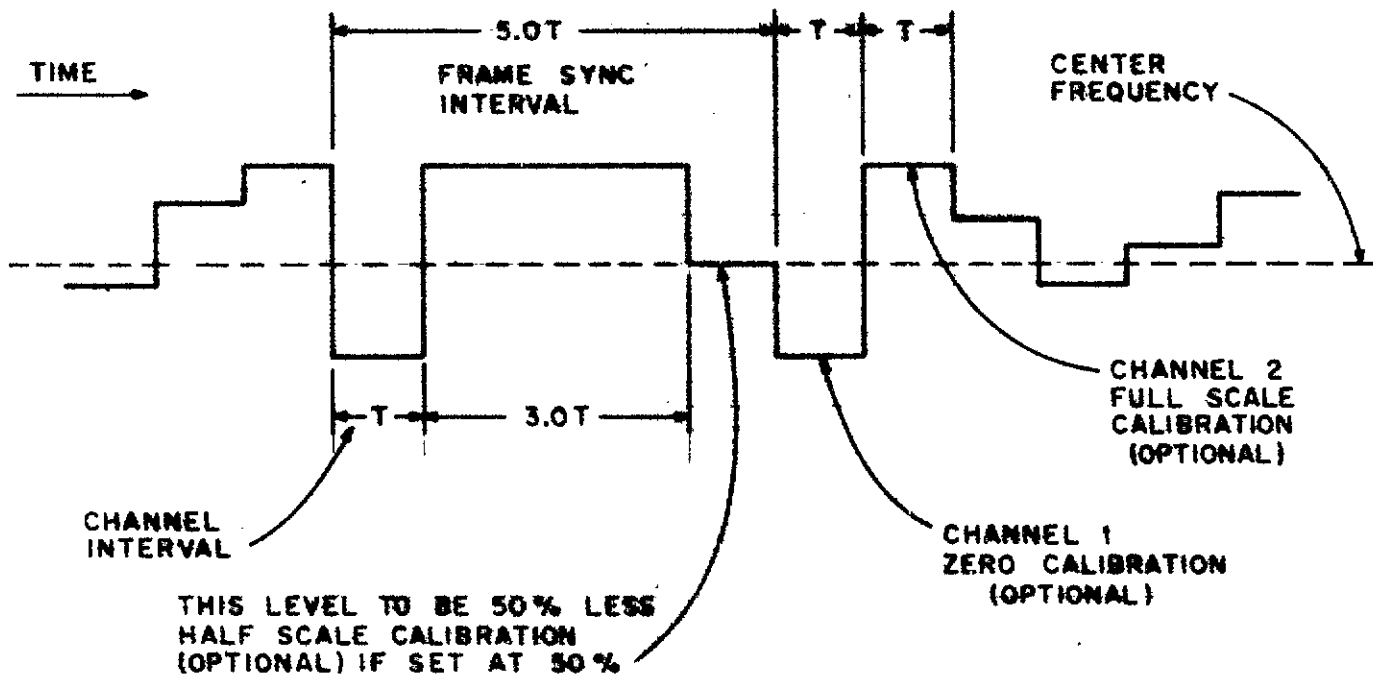 5.0T
T
T
TIME
FRAME SYNC
INTERVAL
CENTER
FREQUENCY
T
3.0T
CHANNEL 2
FULL SCALE
CALIBRATION
(OPTIONAL)
CHANNEL
INTERVAL
CHANNEL 1
ZERO CALIBRATION
(OPTIONAL)
THIS LEVEL TO BE 50% LESS
HALF SCALE CALIBRATION
(OPTIONAL) IF SET AT 50%